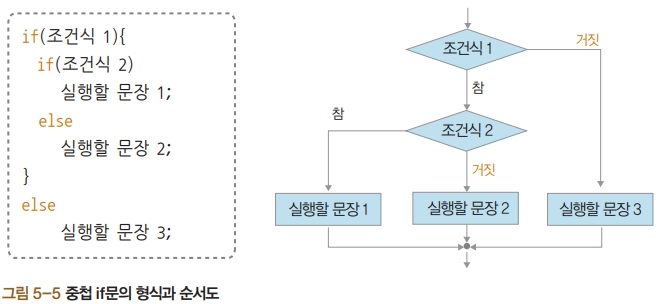 if(조건식 1){
if(조건식 2)
실행할 문장 1;
else
실행할 문장 2;
}
else
실행할 문장 3;
조건식 1
거짓
참
조건식 2
참
거짓
실행할 문장 1
실행할 문장 2
실행할 문장 3
그림 5-5 중첩 if문의 형식과 순서도